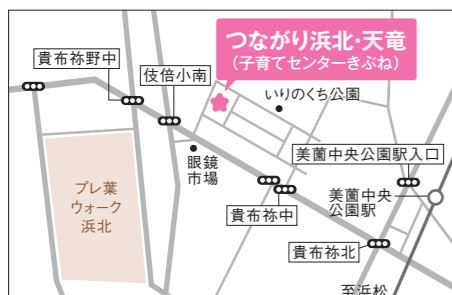 つながり浜北・天竜
(子育てセンターきぶね)
貴布祢野中
伎倍小南
いりのくち公園
眼鏡
市場
美薗中央公園駅入口
プレ葉
ウォーク
浜北
美薗中央
公園駅
貴布祢中
貴布祢北
至浜松